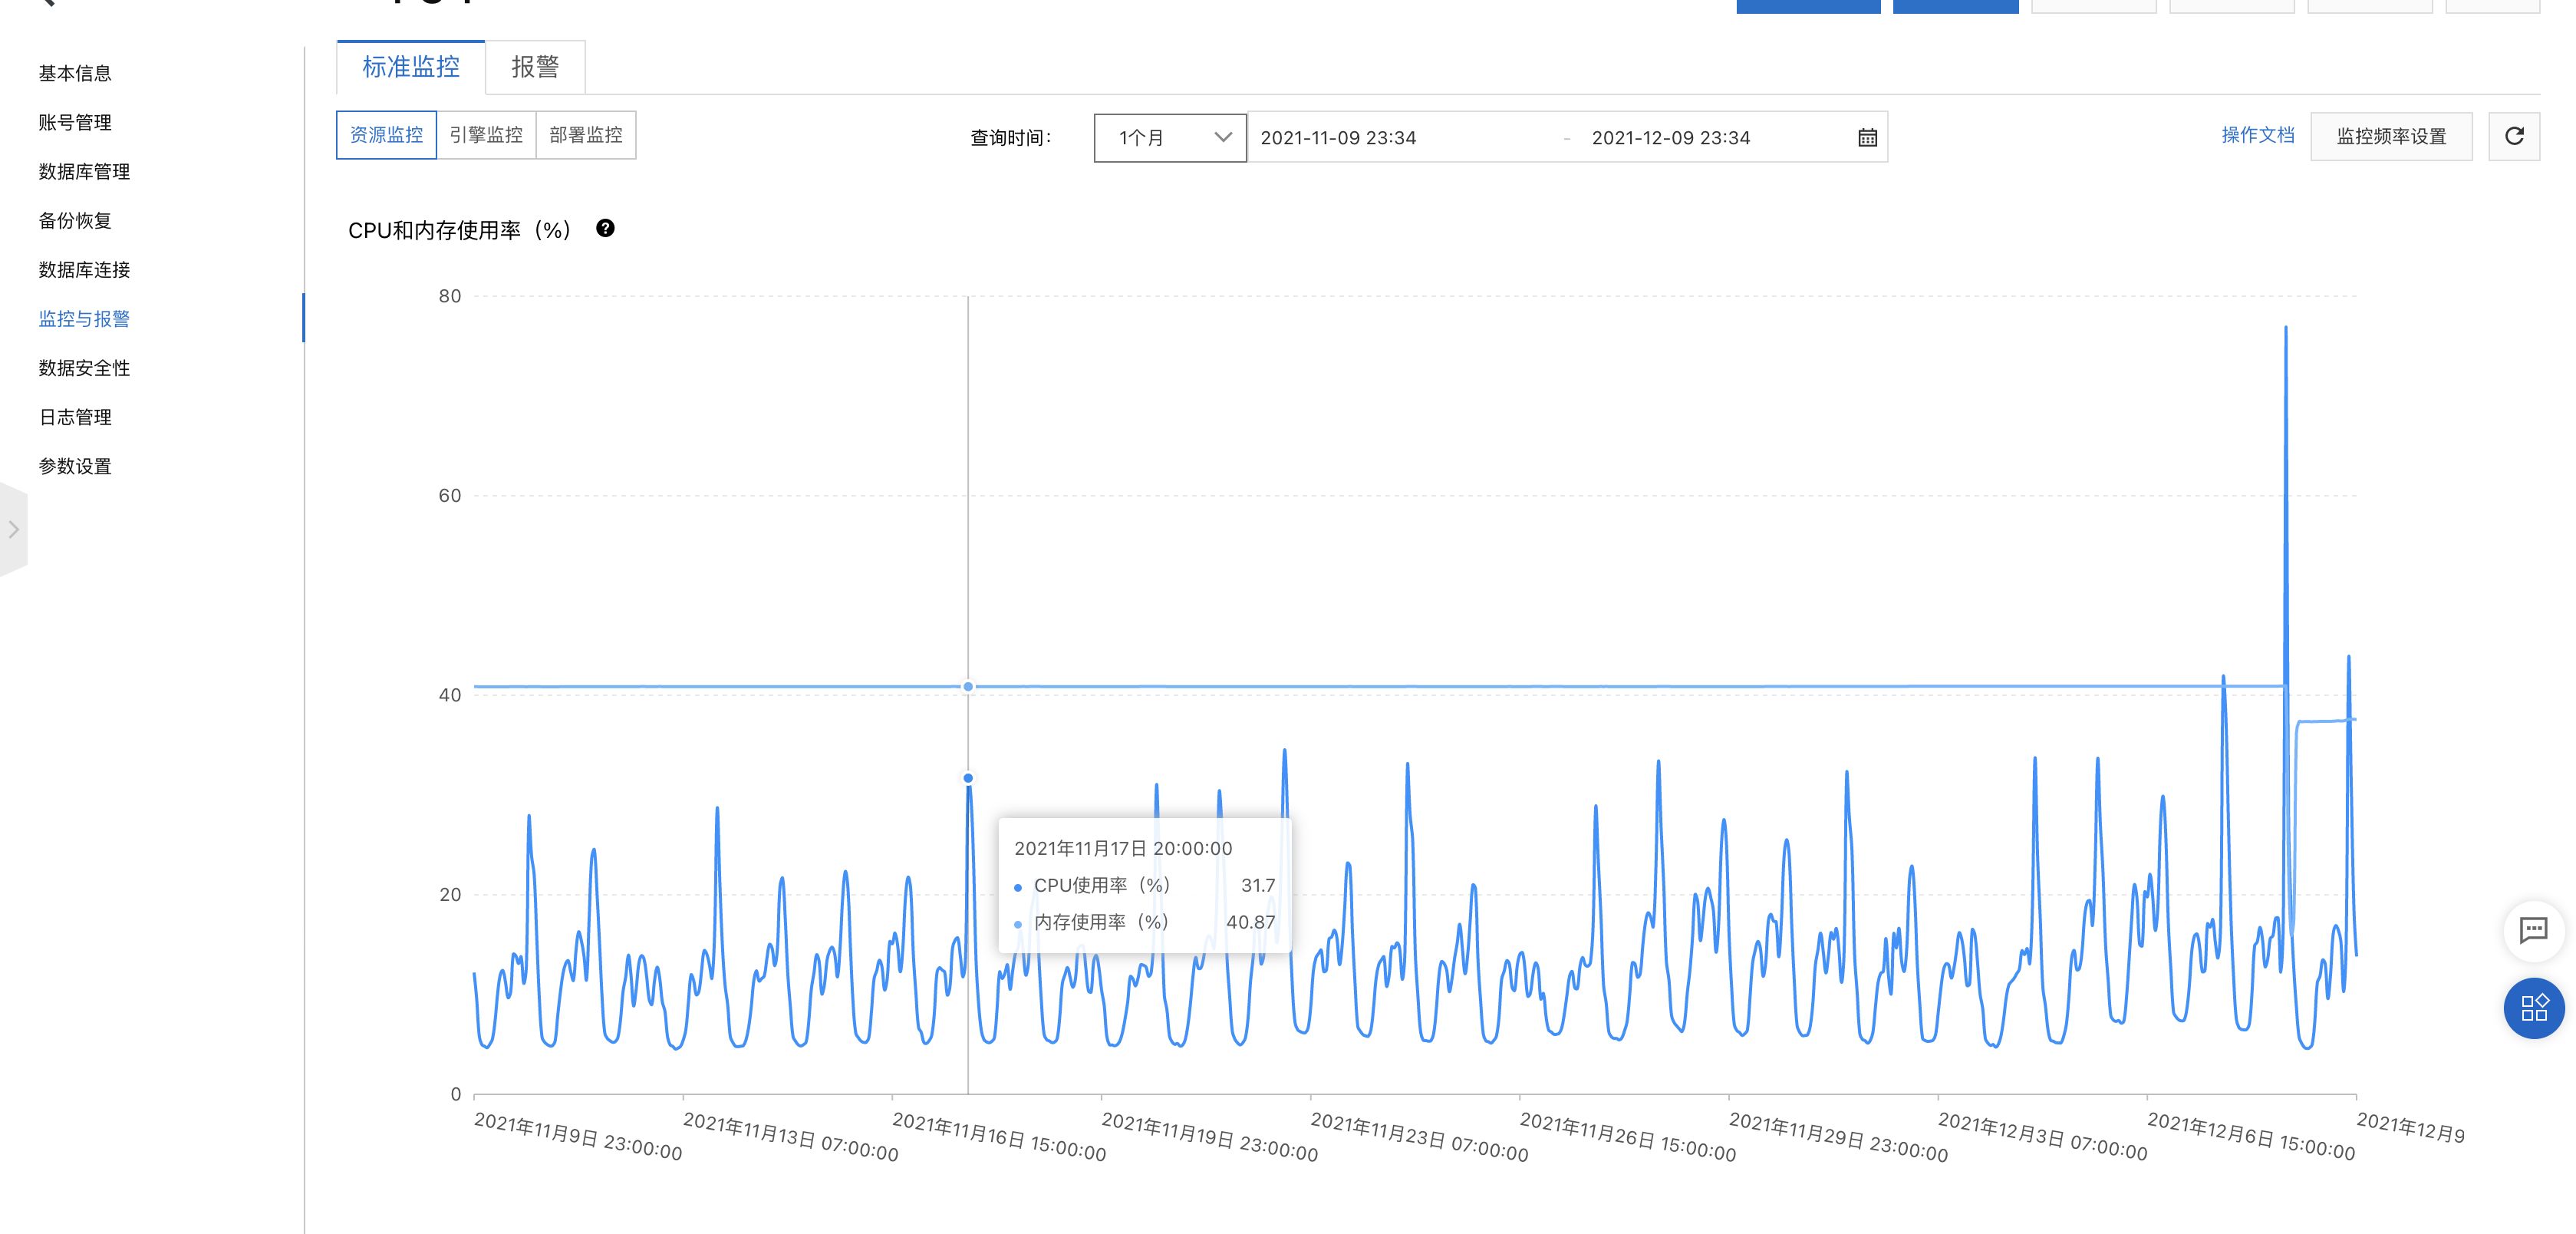 标准监控
报警
基本信息
账号管理
数据库管理
备份恢复
数据库连接
监控与报警
数据安全性
日志管理
参数设置
资源监控
引擎监控
部署监控
查询时间：
1个月
2021-11-09 23:34 - 2021-12-09 23:34
操作文档
监控频率设置
CPU和内存使用率（%）
80
60
40
20
0
2021年11月17日 20:00:00
CPU使用率（%） 31.7
内存使用率（%） 40.87
2021年11月9日 23:00:00
2021年11月13日 07:00:00
2021年11月16日 15:00:00
2021年11月19日 23:00:00
2021年11月23日 07:00:00
2021年11月26日 15:00:00
2021年11月29日 23:00:00
2021年12月3日 07:00:00
2021年12月6日 15:00:00
2021年12月9